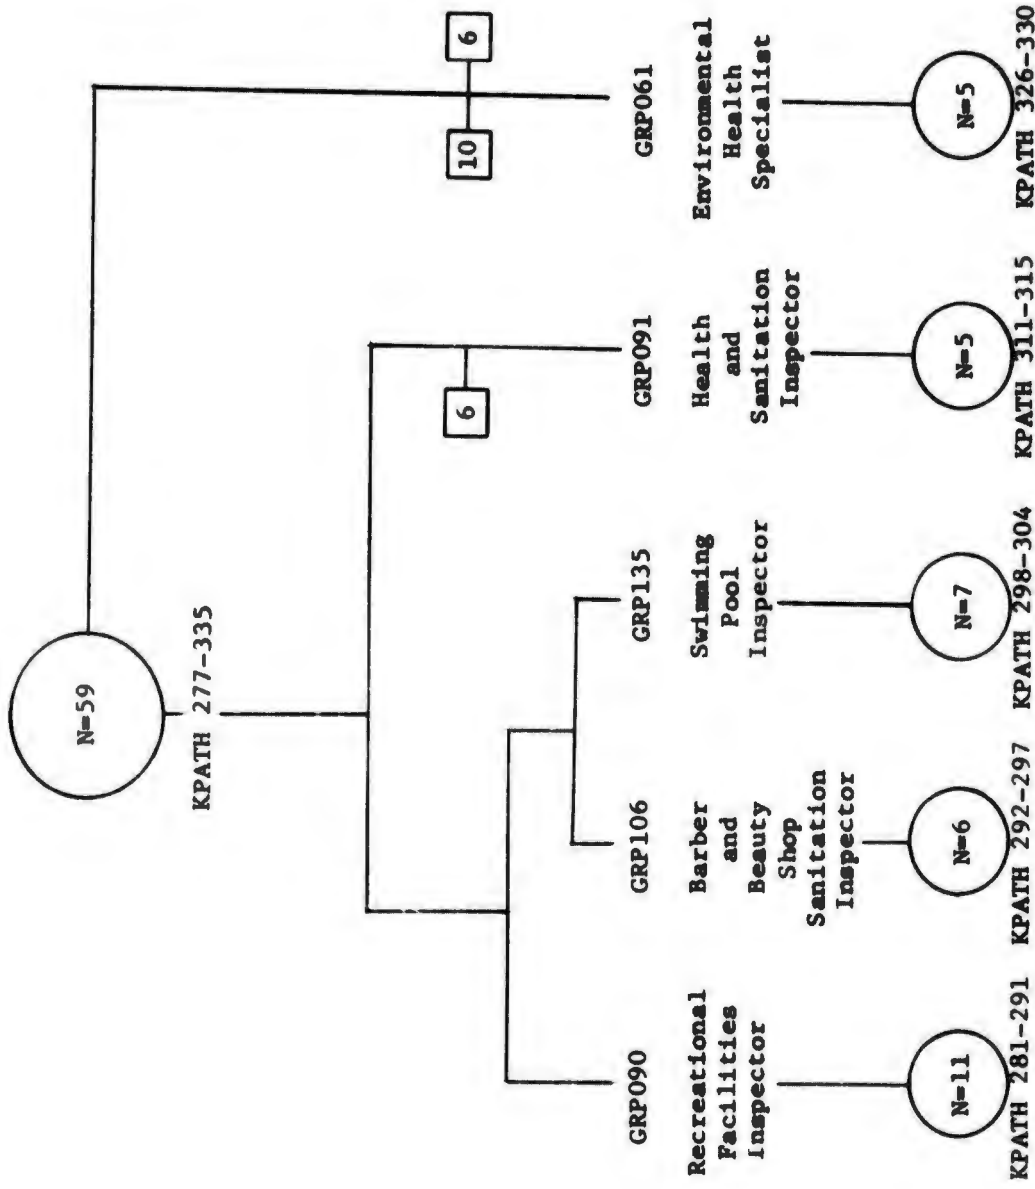 N=59
KPATH 277-335
6
10
6
GRP090
Recreational
Facilities
Inspector
N=11
KPATH 281-291
GRP106
Barber
and
Beauty
Shop
Sanitation
Inspector
N=6
KPATH 292-297
GRP135
Swimming
Pool
Inspector
N=7
KPATH 298-304
GRP091
Health
and
Sanitation
Inspector
N=5
KPATH 311-315
GRP061
Environmental
Health
Specialist
N=5
KPATH 326-330